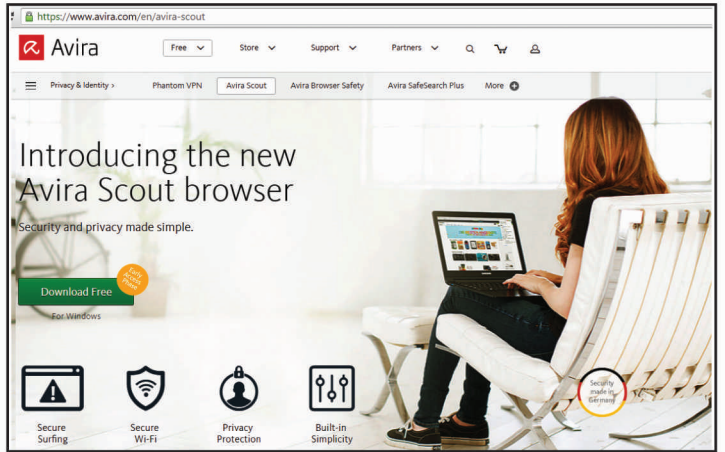 https://www.avira.com/en/avira-scout
Avira
Free
Store
Support
Partners
Privacy & Identity >
Phantom VPN
Avira Scout
Avira Browser Safety
Avira SafeSearch Plus
More
Introducing the new
Avira Scout browser
Security and privacy made simple.
Early
Access
Phase
Download Free
For Windows
Secure
Surfing
Secure
Wi-Fi
Privacy
Protection
Built-in
Simplicity
Security
made in
Germany